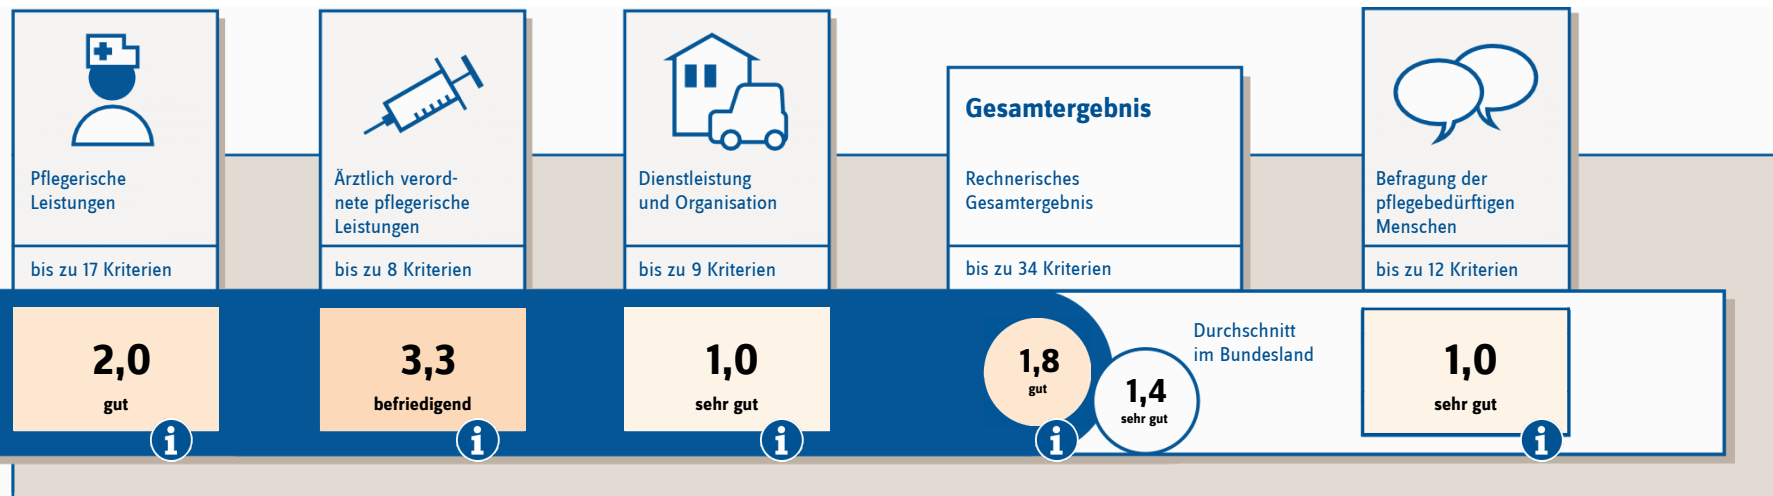 Pflegerische
Leistungen
bis zu 17 Kriterien
2,0
gut
i
Ärztlich verord-
nete pflegerische
Leistungen
bis zu 8 Kriterien
3,3
befriedigend
i
Dienstleistung
und Organisation
bis zu 9 Kriterien
1,0
sehr gut
i
Gesamtergebnis
Rechnerisches
Gesamtergebnis
bis zu 34 Kriterien
1,8
gut
i
1,4
sehr gut
Durchschnitt
im Bundesland
Befragung der
pflegebedürftigen
Menschen
bis zu 12 Kriterien
1,0
sehr gut
i